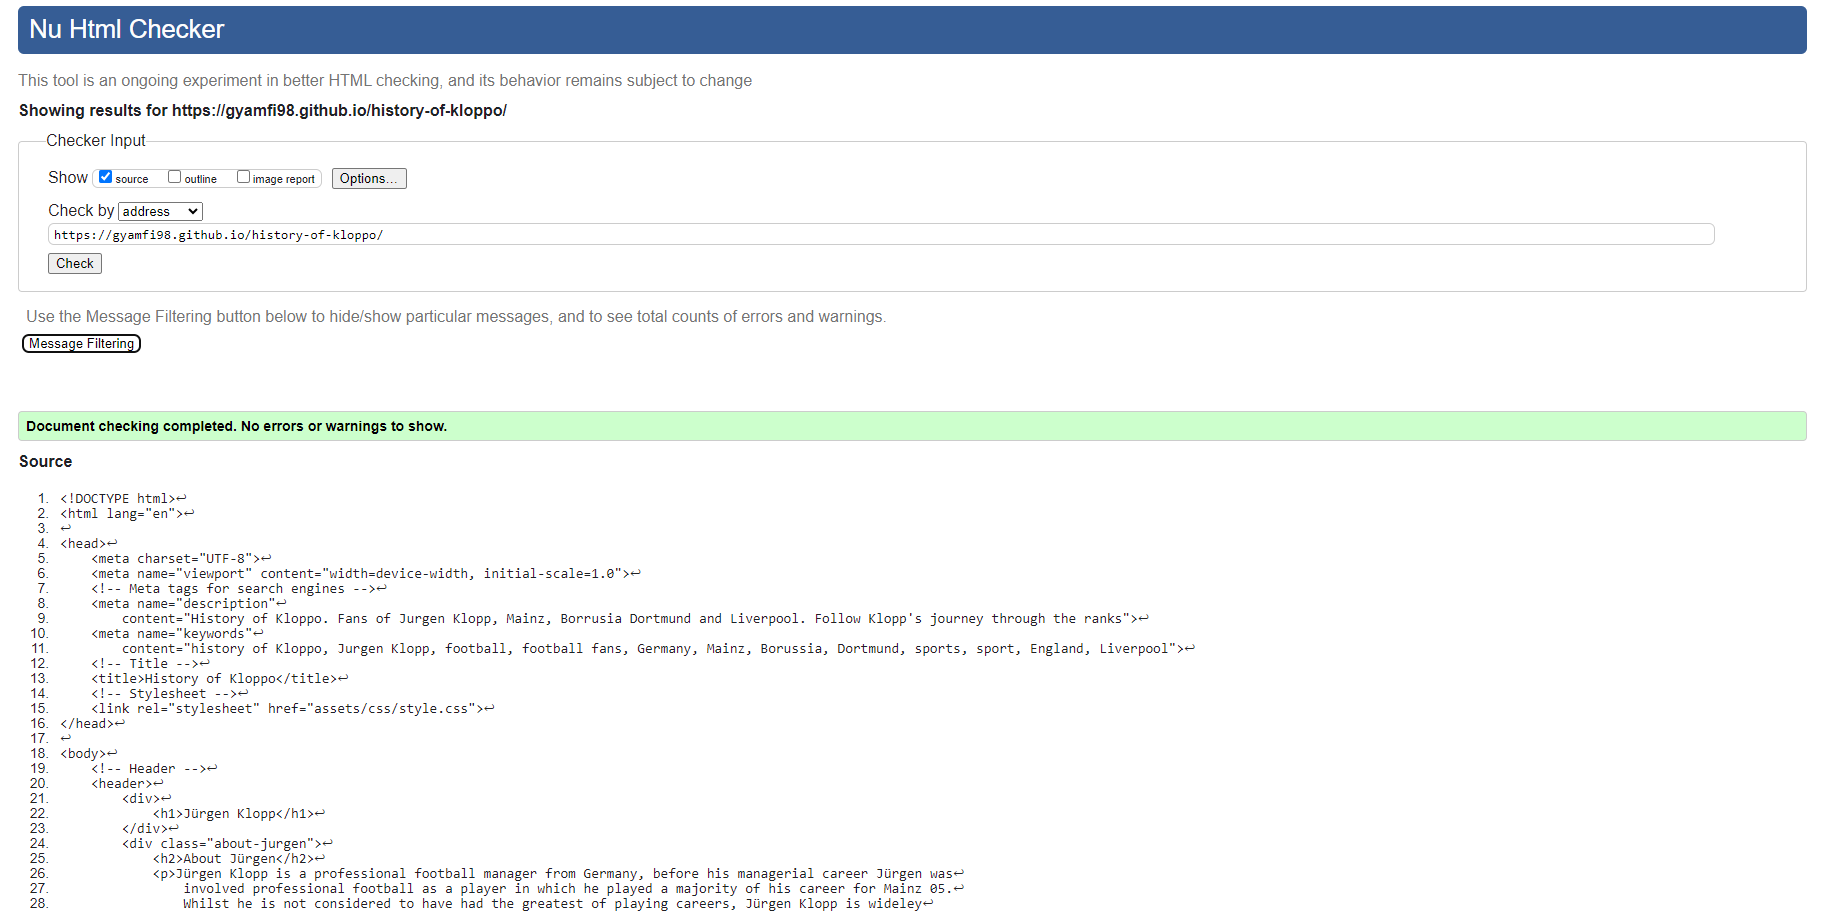 Nu Html Checker
This tool is an ongoing experiment in better HTML checking, and its behavior remains subject to change
Showing results for https://gyamfi98.github.io/history-of-kloppo/
Checker Input
Show source outline image report Options...
Check by address
https://gyamfi98.github.io/history-of-kloppo/
Check
Use the Message Filtering button below to hide/show particular messages, and to see total counts of errors and warnings.
Message Filtering
Document checking completed. No errors or warnings to show.
Source
1. <!DOCTYPE html>↩
2. <html lang="en">↩
3. ↩
4. <head>↩
5. <meta charset="UTF-8">↩
6. <meta name="viewport" content="width=device-width, initial-scale=1.0">↩
7. <!-- Meta tags for search engines -->↩
8. <meta name="description"↩
9. content="History of Kloppo. Fans of Jurgen Klopp, Mainz, Borrusia Dortmund and Liverpool. Follow Klopp's journey through the ranks">↩
10. <meta name="keywords"↩
11. content="history of Kloppo, Jurgen Klopp, football, football fans, Germany, Mainz, Borussia, Dortmund, sports, sport, England, Liverpool">↩
12. <!-- Title -->↩
13. <title>History of Kloppo</title>↩
14. <!-- Stylesheet -->↩
15. <link rel="stylesheet" href="assets/css/style.css">↩
16. </head>↩
17. ↩
18. <body>↩
19. <!-- Header -->↩
20. <header>↩
21. <div>↩
22. <h1>Jürgen Klopp</h1>↩
23. </div>↩
24. <div class="about-jurgen">↩
25. <h2>About Jürgen</h2>↩
26. <p>Jürgen Klopp is a professional football manager from Germany, before his managerial career Jürgen was↩
27. involved professional football as a player in which he played a majority of his career for Mainz 05.↩
28. Whilst he is not considered to have had the greatest of playing careers, Jürgen Klopp is wideley↩